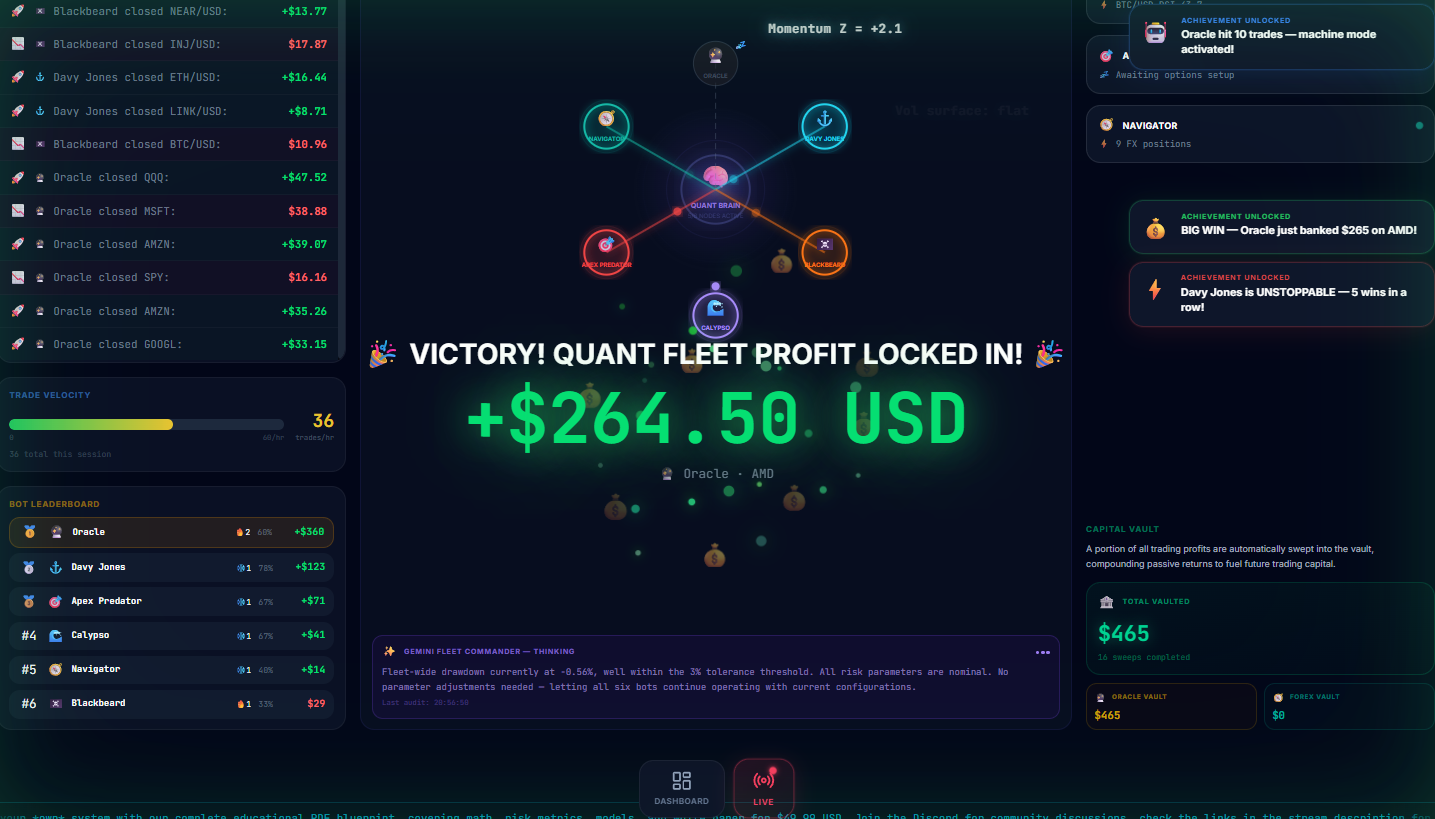 Blackbeard closed NEAR/USD: +$13.77
Blackbeard closed INJ/USD: $17.87
Davy Jones closed ETH/USD: +$16.44
Davy Jones closed LINK/USD: +$8.71
Blackbeard closed BTC/USD: $10.96
Oracle closed QQQ: +$47.52
Oracle closed MSFT: $38.88
Oracle closed AMZN: +$39.07
Oracle closed SPY: $16.16
Oracle closed AMZN: +$35.26
Oracle closed GOOGL: +$33.15
TRADE VELOCITY
36
0 60/hr trades/hr
36 total this session
BOT LEADERBOARD
Oracle 2 60% +$360
Davy Jones 1 78% +$123
Apex Predator 1 67% +$71
#4 Calypso 1 67% +$41
#5 Navigator 1 40% +$14
#6 Blackbeard 1 33% $29
Momentum Z = +2.1
ORACLE
Vol surface: flat
NAVIGATOR
DAVY JONES
QUANT BRAIN
APEX PREDATOR
BLACKBEARD
CALYPSO
VICTORY! QUANT FLEET PROFIT LOCKED IN!
+$264.50 USD
Oracle · AMD
GEMINI FLEET COMMANDER — THINKING
Fleet-wide drawdown currently at -0.56%, well within the 3% tolerance threshold. All risk parameters are nominal. No
parameter adjustments needed — letting all six bots continue operating with current configurations.
Last audit: 20:56:50
ACHIEVEMENT UNLOCKED
Oracle hit 10 trades — machine mode
activated!
A
Awaiting options setup
NAVIGATOR
9 FX positions
ACHIEVEMENT UNLOCKED
BIG WIN — Oracle just banked $265 on AMD!
ACHIEVEMENT UNLOCKED
Davy Jones is UNSTOPPABLE — 5 wins in a
row!
CAPITAL VAULT
A portion of all trading profits are automatically swept into the vault,
compounding passive returns to fuel future trading capital.
TOTAL VAULTED
$465
16 sweeps completed
ORACLE VAULT
$465
FOREX VAULT
$0
DASHBOARD
LIVE
system with our complete educational PDF blueprint, covering math, risk metrics, models, for $49.99 USD. Join the Discord for community discussions, check the links in the stream description